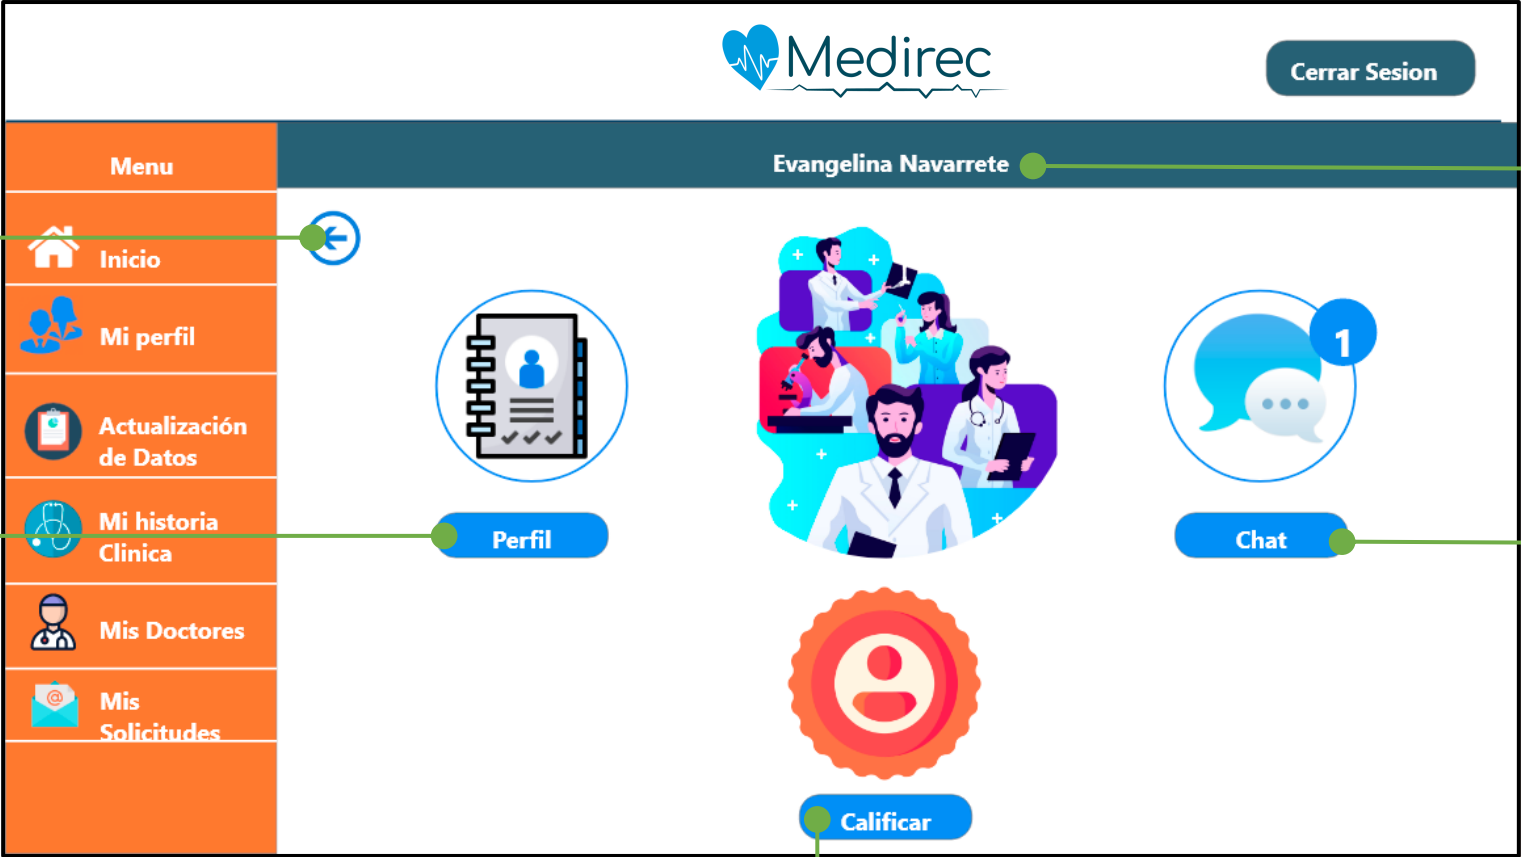 Medirec
Cerrar Sesion
Menu
Evangelina Navarrete
Inicio
Mi perfil
Actualización
de Datos
Mi historia
Clinica
Mis Doctores
Mis
Solicitudes
1
Perfil
Chat
Calificar
@